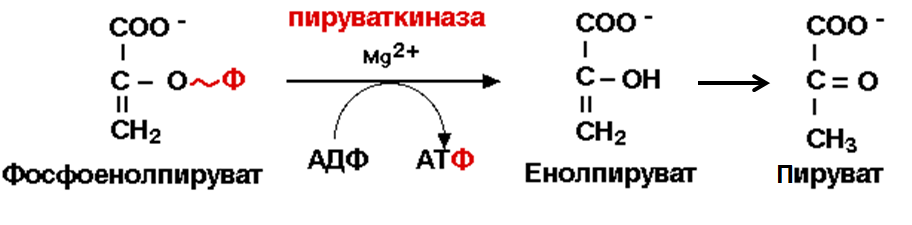 COO - пируваткиназа COO - COO -
Mg2+
C - O ~ Ф C - OH C = O
CH2 CH2 CH3
АДФ АТФ
Фосфоенолпируват Енолпируват Пируват